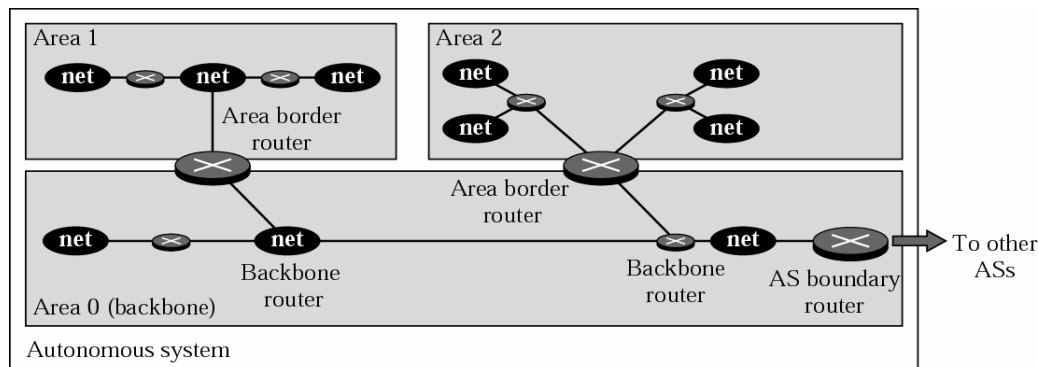 Area 1
net
net
net
Area border
router
Area 2
net
net
net
net
Area border
router
net
net
Backbone
router
Backbone
router
net
AS boundary
router
To other
ASs
Area 0 (backbone)
Autonomous system